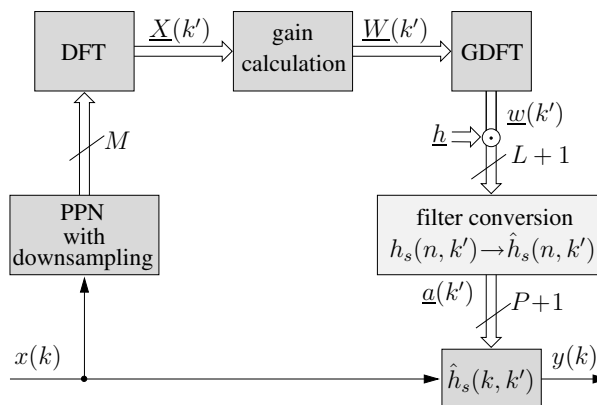 DFT
X(k′)
gain
calculation
W(k′)
GDFT
h
w(k′)
M
L + 1
PPN
with
downsampling
filter conversion
hₛ(n, k′)→ĥₛ(n, k′)
a(k′)
P+1
x(k)
ĥₛ(k, k′)
y(k)